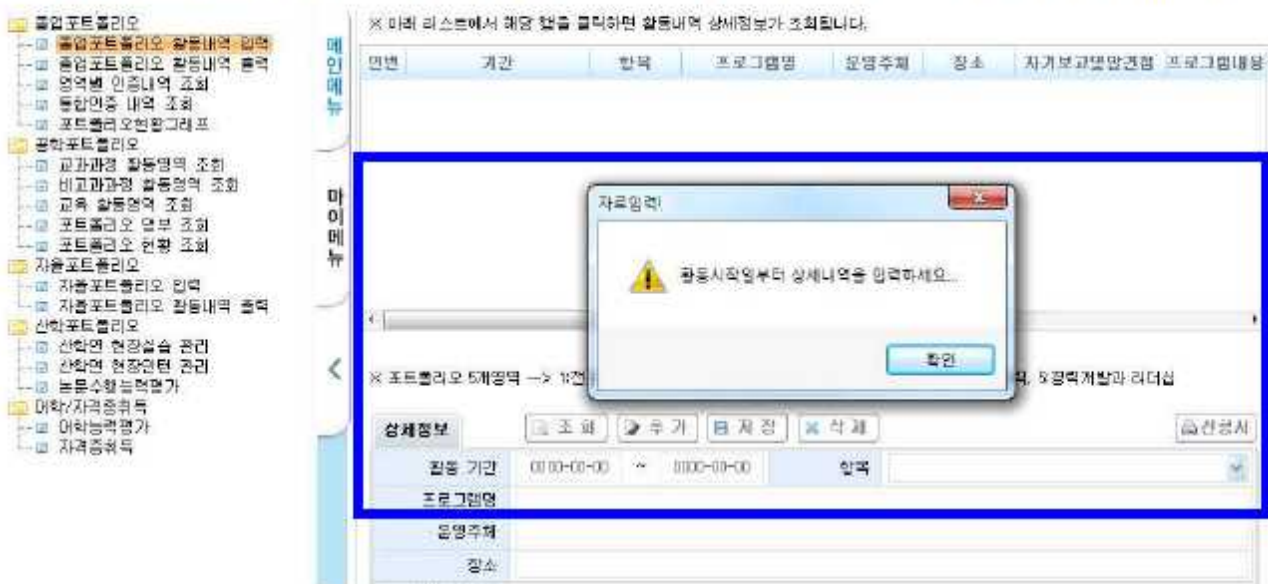 졸업포트폴리오
졸업포트폴리오 활동내역 입력
졸업포트폴리오 활동내역 출력
영역별 인증내역 조회
통합인증 내역 조회
포트폴리오현황그래프
공학포트폴리오
교과과정 활동영역 조회
비교과과정 활동영역 조회
교육 활동영역 조회
포트폴리오 연부 조회
포트폴리오 현황 조회
자율포트폴리오
자율포트폴리오 입력
자율포트폴리오 활동내역 출력
산학포트폴리오
산학연 현장실습 관리
산학연 현장인턴 관리
논문수행능력평가
어학/자격증취득
어학능력평가
자격증취득
메인메뉴
마이메뉴
<
※ 아래 리스트에서 해당 행을 클릭하면 활동내역 상세정보가 조회됩니다.
연번 기간 항목 프로그램명 운영주체 장소 자기보고및발견점 프로그램내용
자료입력!
활동시작일부터 상세내역을 입력하세요...
확인
※ 포트폴리오 5개영역 --> 1:전 5:경력개발과 리더십
상세정보 조회 추가 저장 삭제 신청서
활동 기간 0000-00-00 ~ 0000-00-00 항목
프로그램명
운영주체
장소